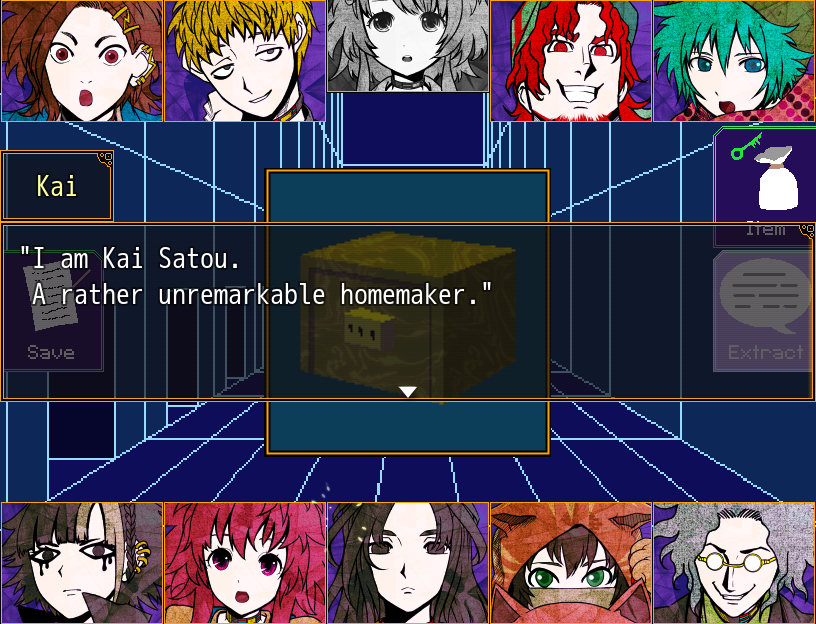 Kai
Item
"I am Kai Satou.
A rather unremarkable homemaker."
Save
Extract